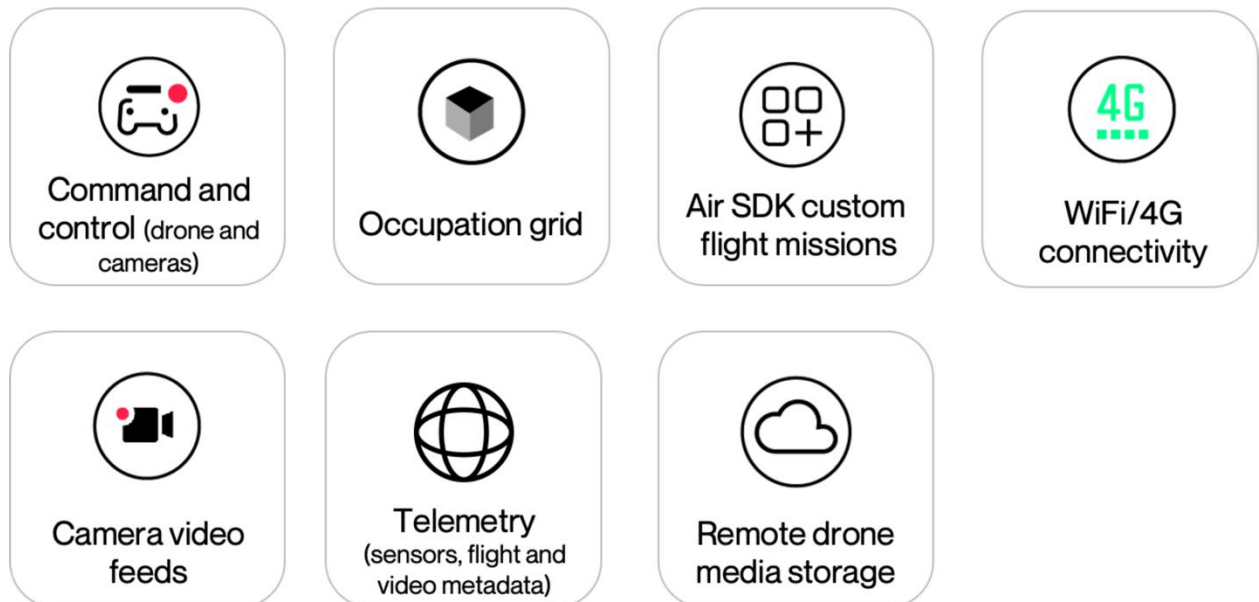 Command and
control (drone and
cameras)
Occupation grid
Air SDK custom
flight missions
4G
WiFi/4G
connectivity
Camera video
feeds
Telemetry
(sensors, flight and
video metadata)
Remote drone
media storage